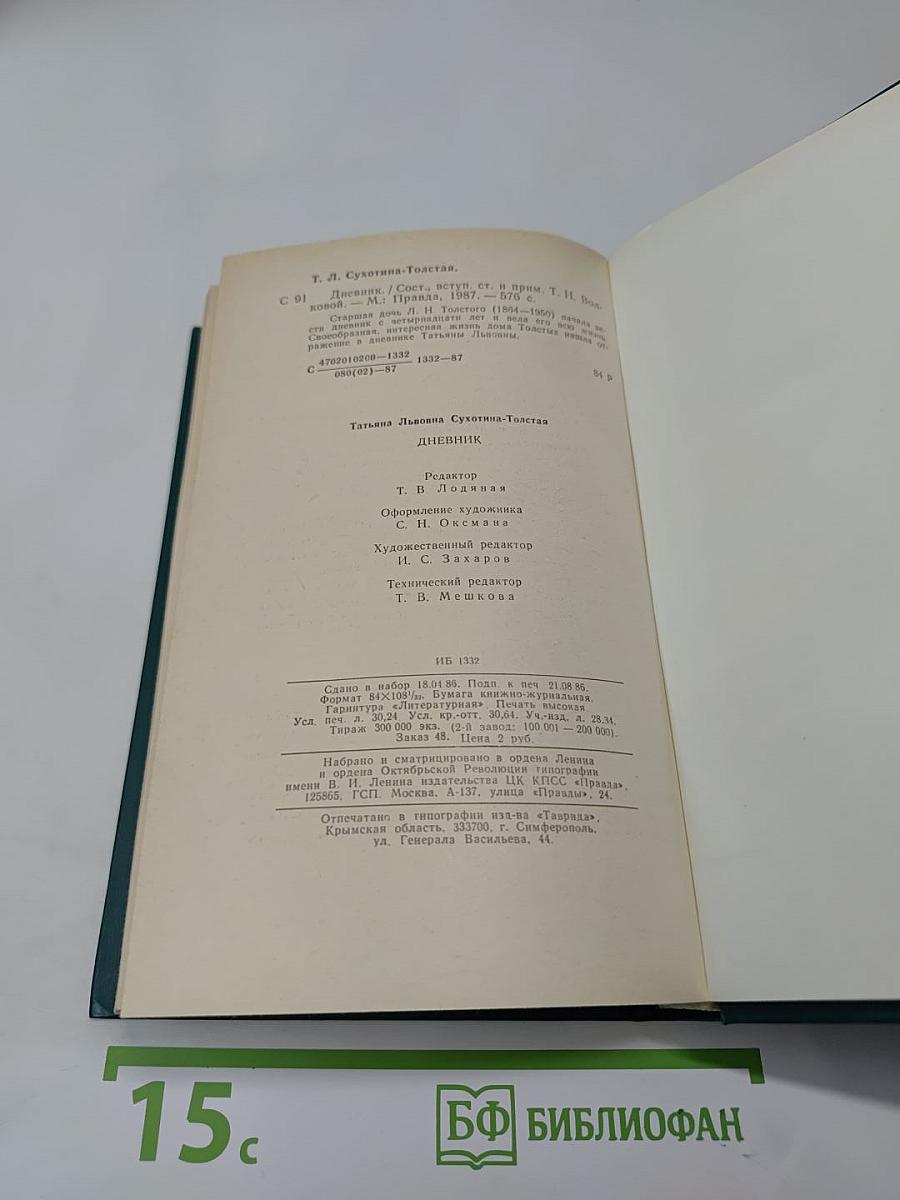 Т. Л. Сухотина-Толстая.
С 91 Дневник. / Сост., вступ. ст. и прим. Т. И. Вол-
ковой. — М.: Правда, 1987. — 576 с.
Старшая дочь Л. Н. Толстого (1864—1950) начала ве-
сти дневник с четырнадцати лет и вела его всю жизнь.
Своеобразная, интересная жизнь дома Толстых нашла от-
ражение в дневнике Татьяны Львовны.
С 4702010200—1332 1332—87
080(02)—87
84 р
Татьяна Львовна Сухотина-Толстая
ДНЕВНИК
Редактор
Т. В Лодяная
Оформление художника
С. Н. Оксмана
Художественный редактор
И. С. Захаров
Технический редактор
Т. В. Мешкова
ИБ 1332
Сдано в набор 18.04 86. Подп. к печ 21.08 86.
Формат 84×108¹/₃₂. Бумага книжно-журнальная.
Гарнитура «Литературная». Печать высокая
Усл. печ. л. 30,24. Усл. кр.-отт. 30,64. Уч.-изд. л. 28.34.
Тираж 300 000 экз. (2-й завод: 100 001 — 200 000).
Заказ 48. Цена 2 руб.
Набрано и сматрицировано в ордена Ленина
и ордена Октябрьской Революции типографии
имени В. И. Ленина издательства ЦК КПСС «Правда»,
125865, ГСП. Москва, А-137, улица «Правды», 24.
Отпечатано в типографии изд-ва «Таврида»,
Крымская область, 333700, г. Симферополь,
ул. Генерала Васильева, 44.
15 с
БФ БИБЛИОФАН